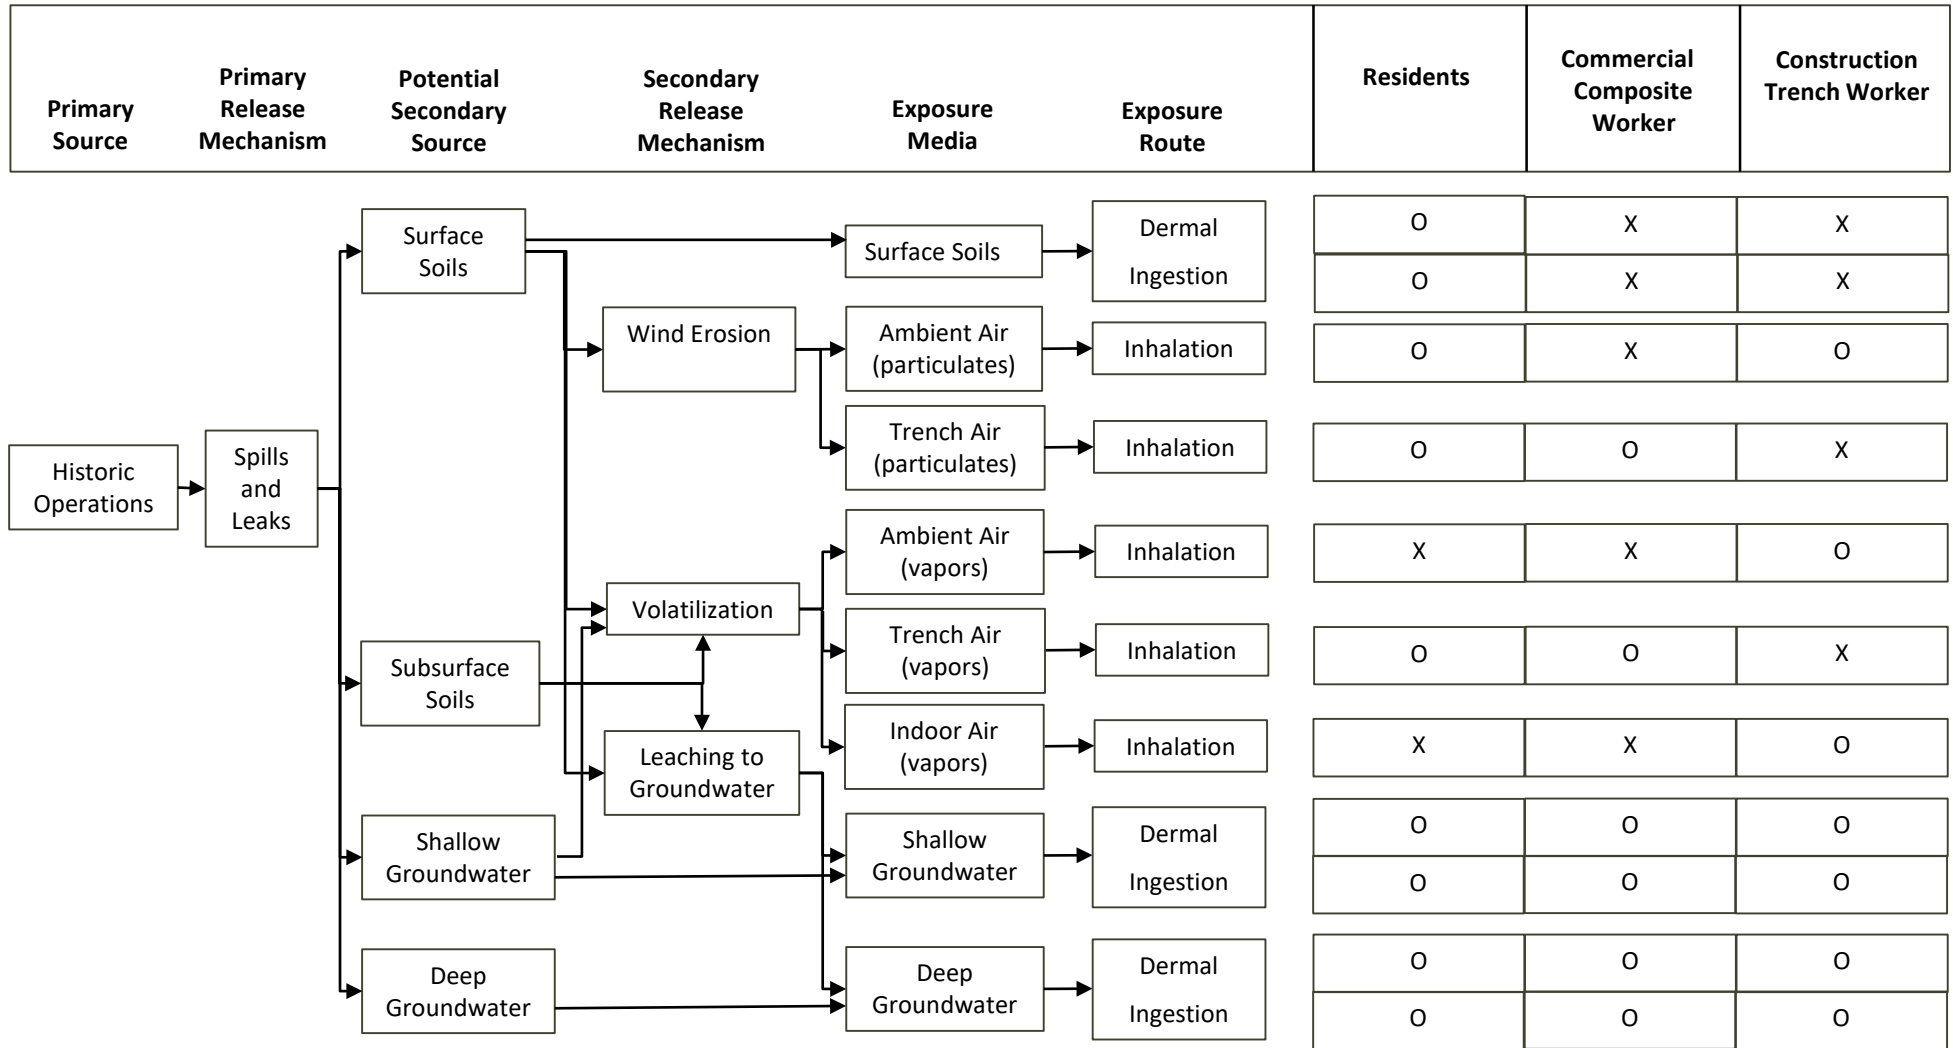 Primary
Source
Primary
Release
Mechanism
Potential
Secondary
Source
Secondary
Release
Mechanism
Exposure
Media
Exposure
Route
Residents
Commercial
Composite
Worker
Construction
Trench Worker
Historic
Operations
Spills
and
Leaks
Surface
Soils
Subsurface
Soils
Shallow
Groundwater
Deep
Groundwater
Wind Erosion
Volatilization
Leaching to
Groundwater
Surface Soils
Dermal
O X X
Ingestion
O X X
Ambient Air
(particulates)
Inhalation
O X O
Trench Air
(particulates)
Inhalation
O O X
Ambient Air
(vapors)
Inhalation
X X O
Trench Air
(vapors)
Inhalation
O O X
Indoor Air
(vapors)
Inhalation
X X O
Shallow
Groundwater
Dermal
O O O
Ingestion
O O O
Deep
Groundwater
Dermal
O O O
Ingestion
O O O